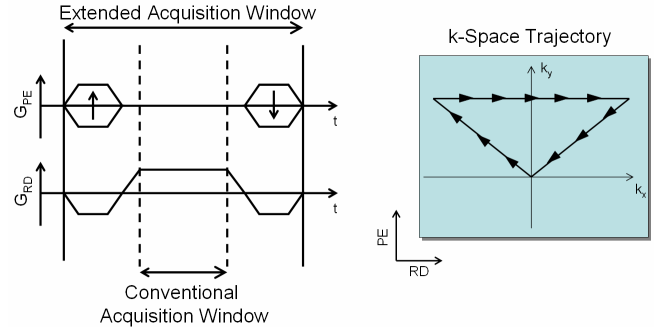 Extended Acquisition Window
k-Space Trajectory
G_PE
t
G_RD
t
Conventional
Acquisition Window
k_y
k_x
PE
RD